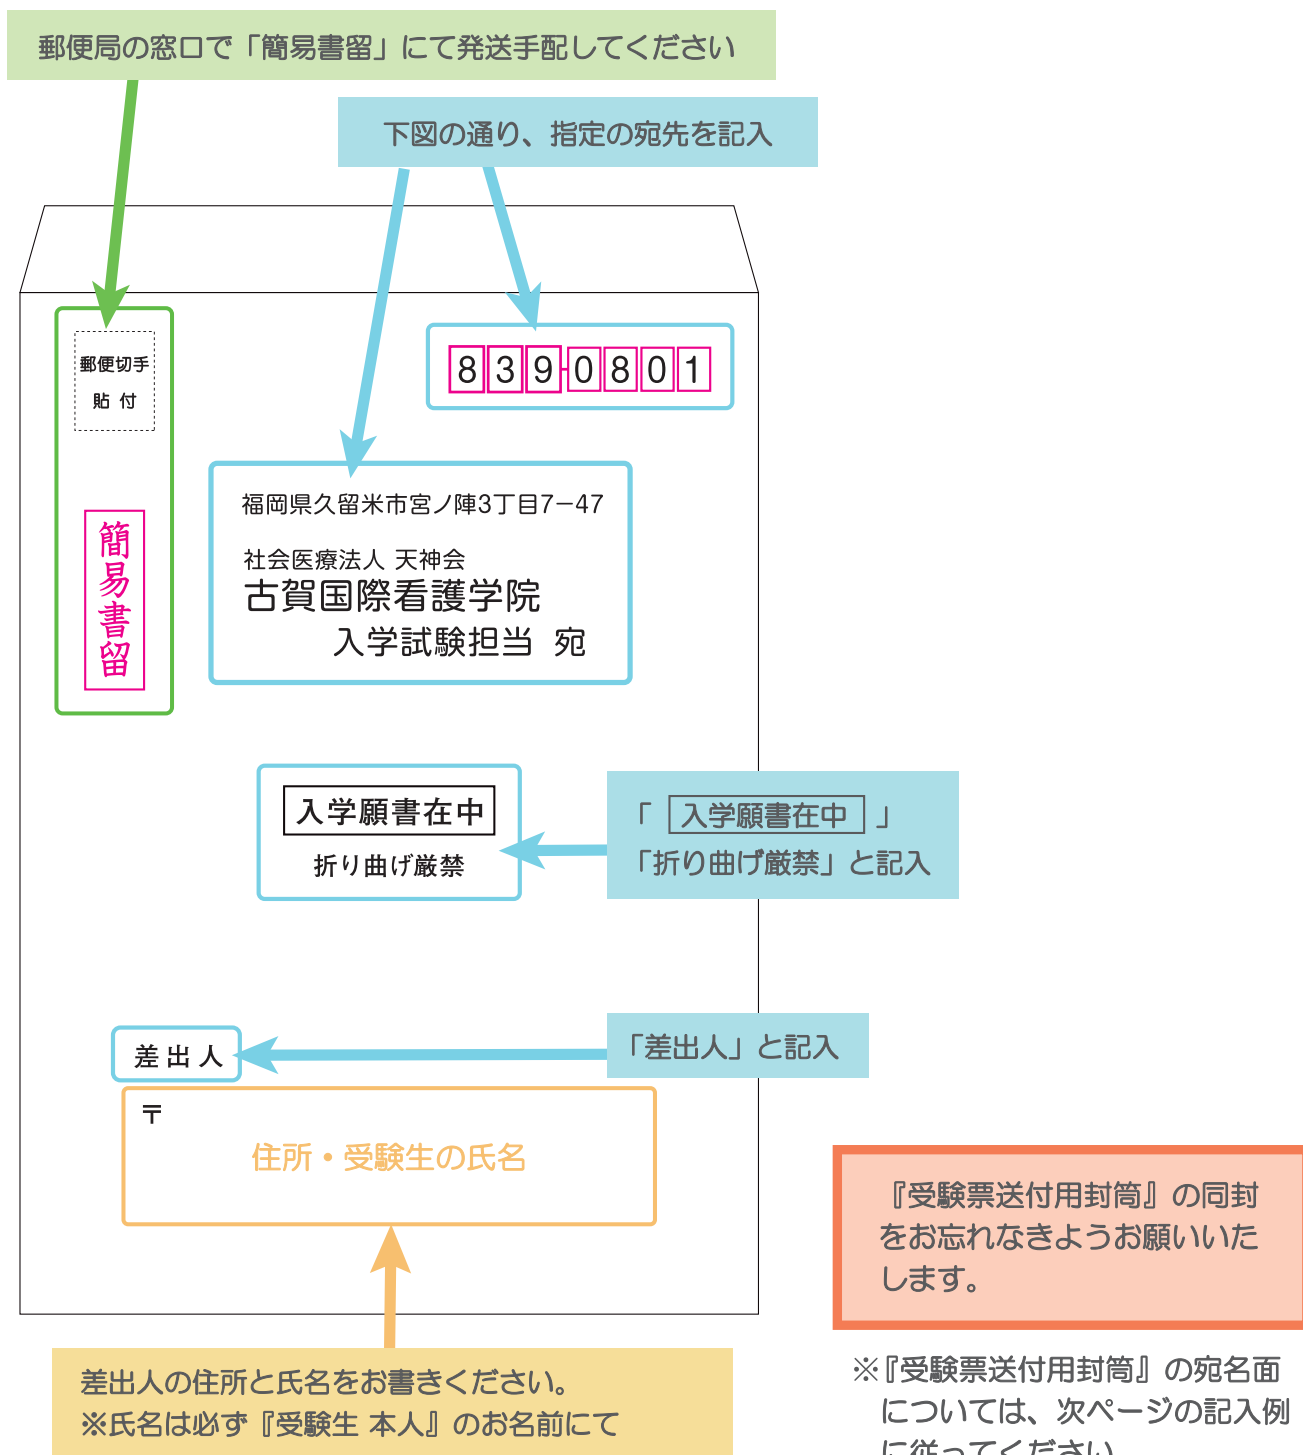 郵便局の窓口で「簡易書留」にて発送手配してください
下図の通り、指定の宛先を記入
郵便切手
貼 付
簡易書留
839-0801
福岡県久留米市宮ノ陣3丁目7−47
社会医療法人 天神会
古賀国際看護学院
入学試験担当 宛
入学願書在中
折り曲げ厳禁
「 入学願書在中 」
「折り曲げ厳禁」と記入
差出人
「差出人」と記入
〒
住所・受験生の氏名
差出人の住所と氏名をお書きください。
※氏名は必ず『受験生 本人』のお名前にて
『受験票送付用封筒』の同封
をお忘れなきようお願いいた
します。
※『受験票送付用封筒』の宛名面
については、次ページの記入例
に従ってください